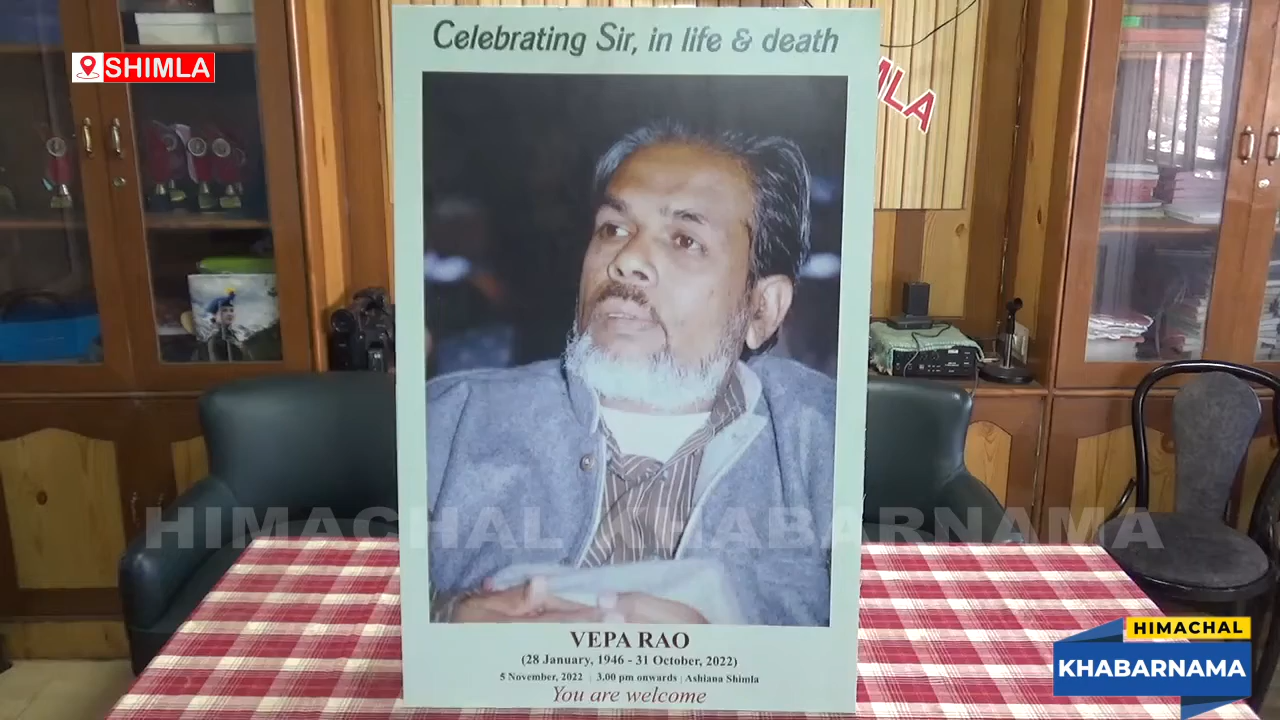 SHIMLA
Celebrating Sir, in life & death
MLA
HIMACHAL KHABARNAMA
VEPA RAO
(28 January, 1946 - 31 October, 2022)
5 November, 2022 | 3.00 pm onwards | Ashiana Shimla
You are welcome
HIMACHAL
KHABARNAMA